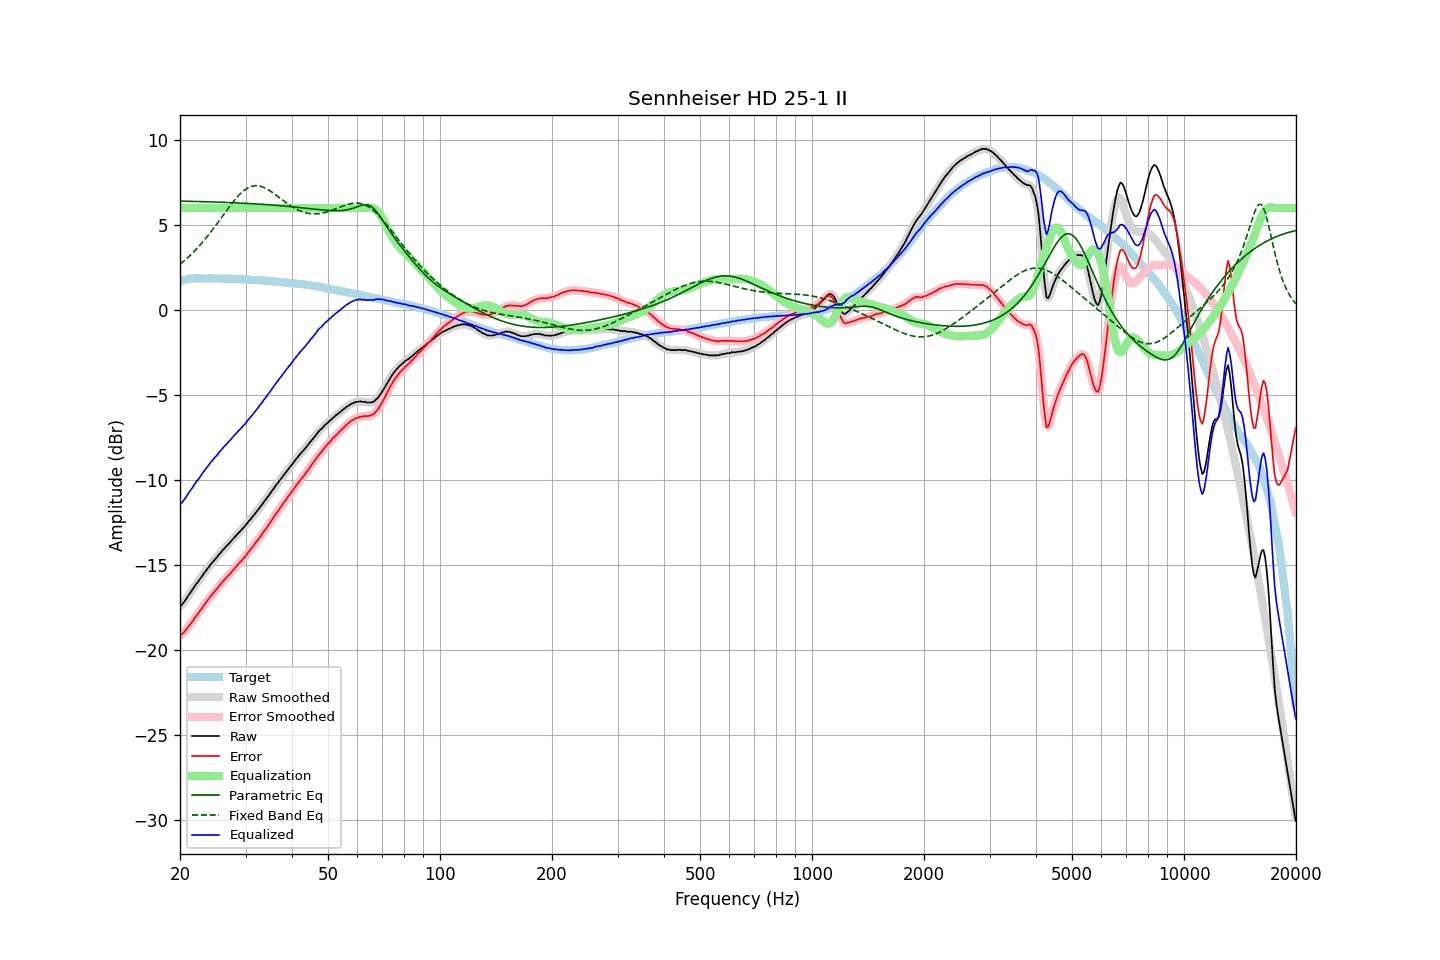 Sennheiser HD 25-1 II
Amplitude (dBr)
10
5
0
−5
−10
−15
−20
−25
−30
Target
Raw Smoothed
Error Smoothed
Raw
Error
Equalization
Parametric Eq
Fixed Band Eq
Equalized
20 50 100 200 500 1000 2000 5000 10000 20000
Frequency (Hz)